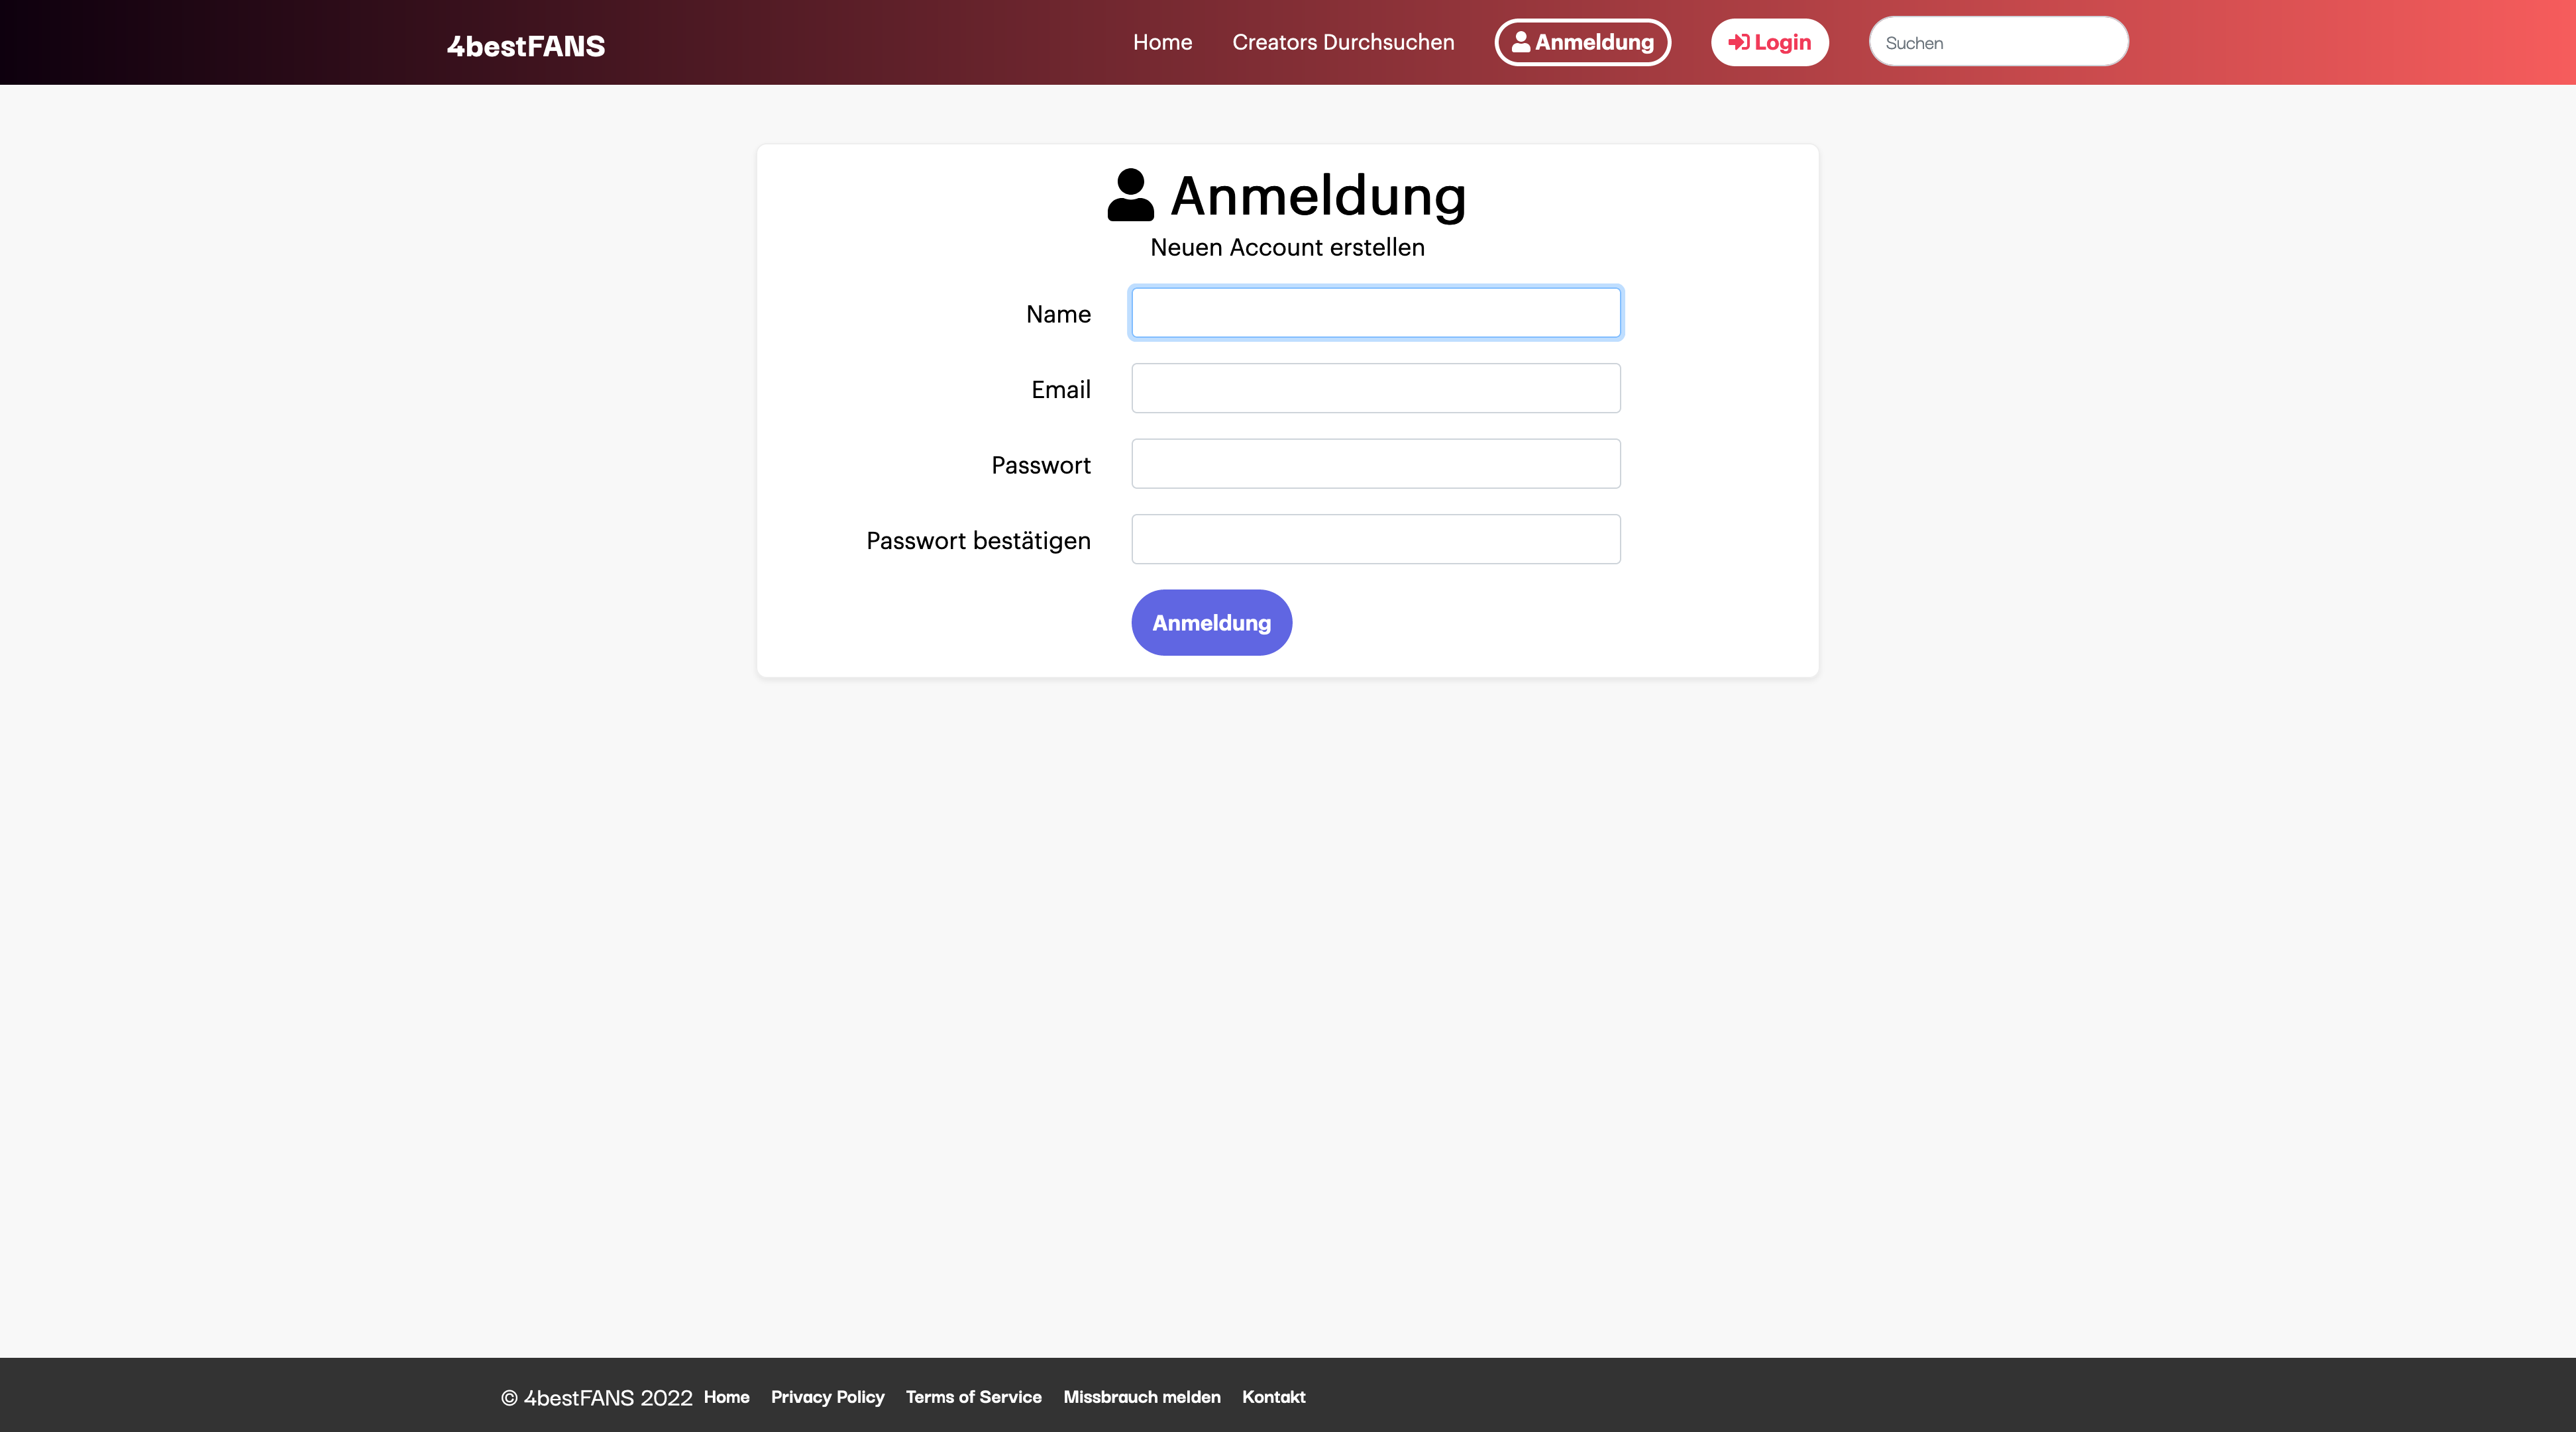 4bestFANS
Home Creators Durchsuchen Anmeldung Login Suchen
Anmeldung
Neuen Account erstellen
Name
Email
Passwort
Passwort bestätigen
Anmeldung
© 4bestFANS 2022 Home Privacy Policy Terms of Service Missbrauch melden Kontakt